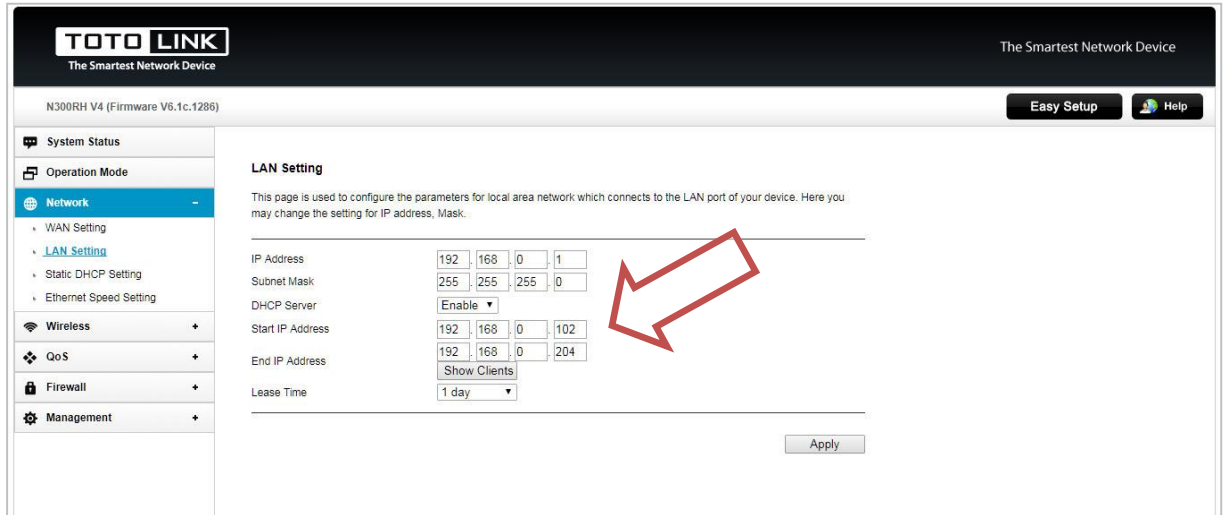 TOTO LINK
The Smartest Network Device
The Smartest Network Device
N300RH V4 (Firmware V6.1c.1286)
Easy Setup
Help
System Status
Operation Mode
Network -
WAN Setting
LAN Setting
Static DHCP Setting
Ethernet Speed Setting
Wireless +
QoS +
Firewall +
Management +
LAN Setting
This page is used to configure the parameters for local area network which connects to the LAN port of your device. Here you
may change the setting for IP address, Mask.
IP Address 192 . 168 . 0 . 1
Subnet Mask 255 . 255 . 255 . 0
DHCP Server Enable
Start IP Address 192 . 168 . 0 . 102
End IP Address 192 . 168 . 0 . 204
Show Clients
Lease Time 1 day
Apply